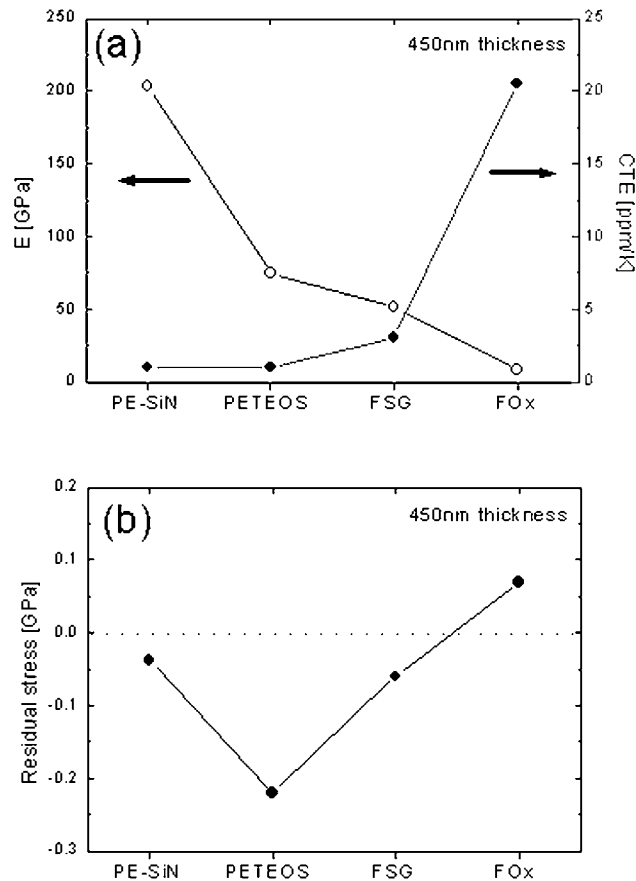 (a)
450nm thickness
250
200
150
100
50
0
E [GPa]
25
20
15
10
5
0
CTE [ppm/K]
PE-SiN PETEOS FSG FOx
(b)
450nm thickness
0.2
0.1
0.0
-0.1
-0.2
-0.3
Residual stress [GPa]
PE-SiN PETEOS FSG FOx